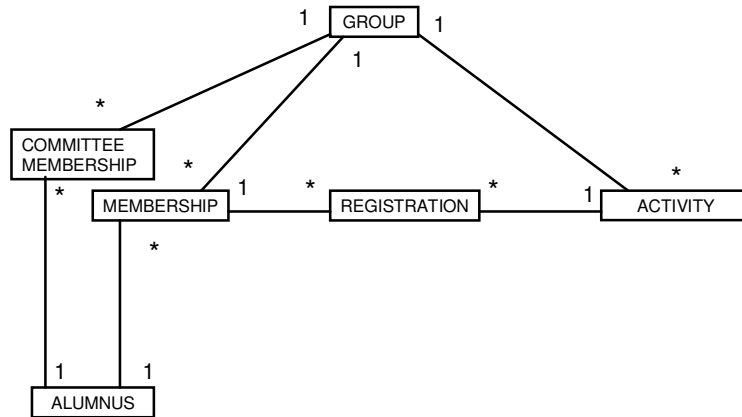 1 GROUP 1
1
*
COMMITTEE
MEMBERSHIP
*
*
*
MEMBERSHIP 1 * REGISTRATION * 1 ACTIVITY
*
1 1
ALUMNUS